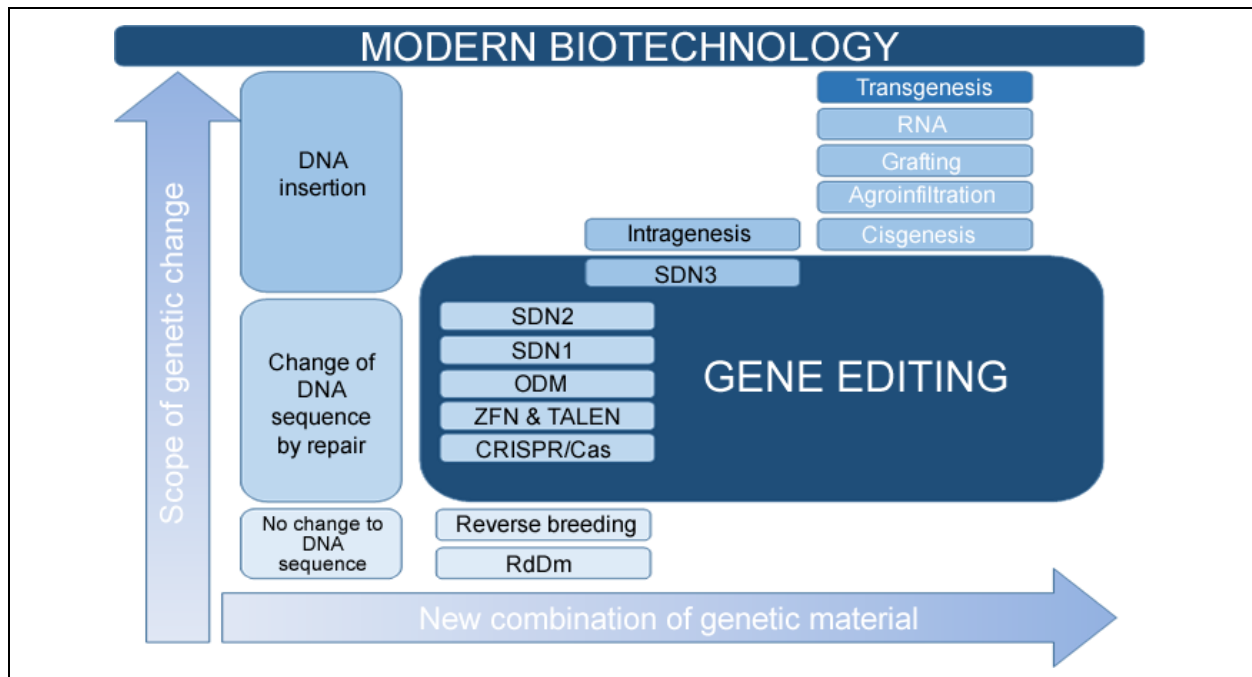 MODERN BIOTECHNOLOGY
Scope of genetic change
DNA
insertion
Change of
DNA
sequence
by repair
No change to
DNA
sequence
Transgenesis
RNA
Grafting
Agroinfiltration
Cisgenesis
Intragenesis
SDN3
SDN2
SDN1
ODM
ZFN & TALEN
CRISPR/Cas
GENE EDITING
Reverse breeding
RdDm
New combination of genetic material